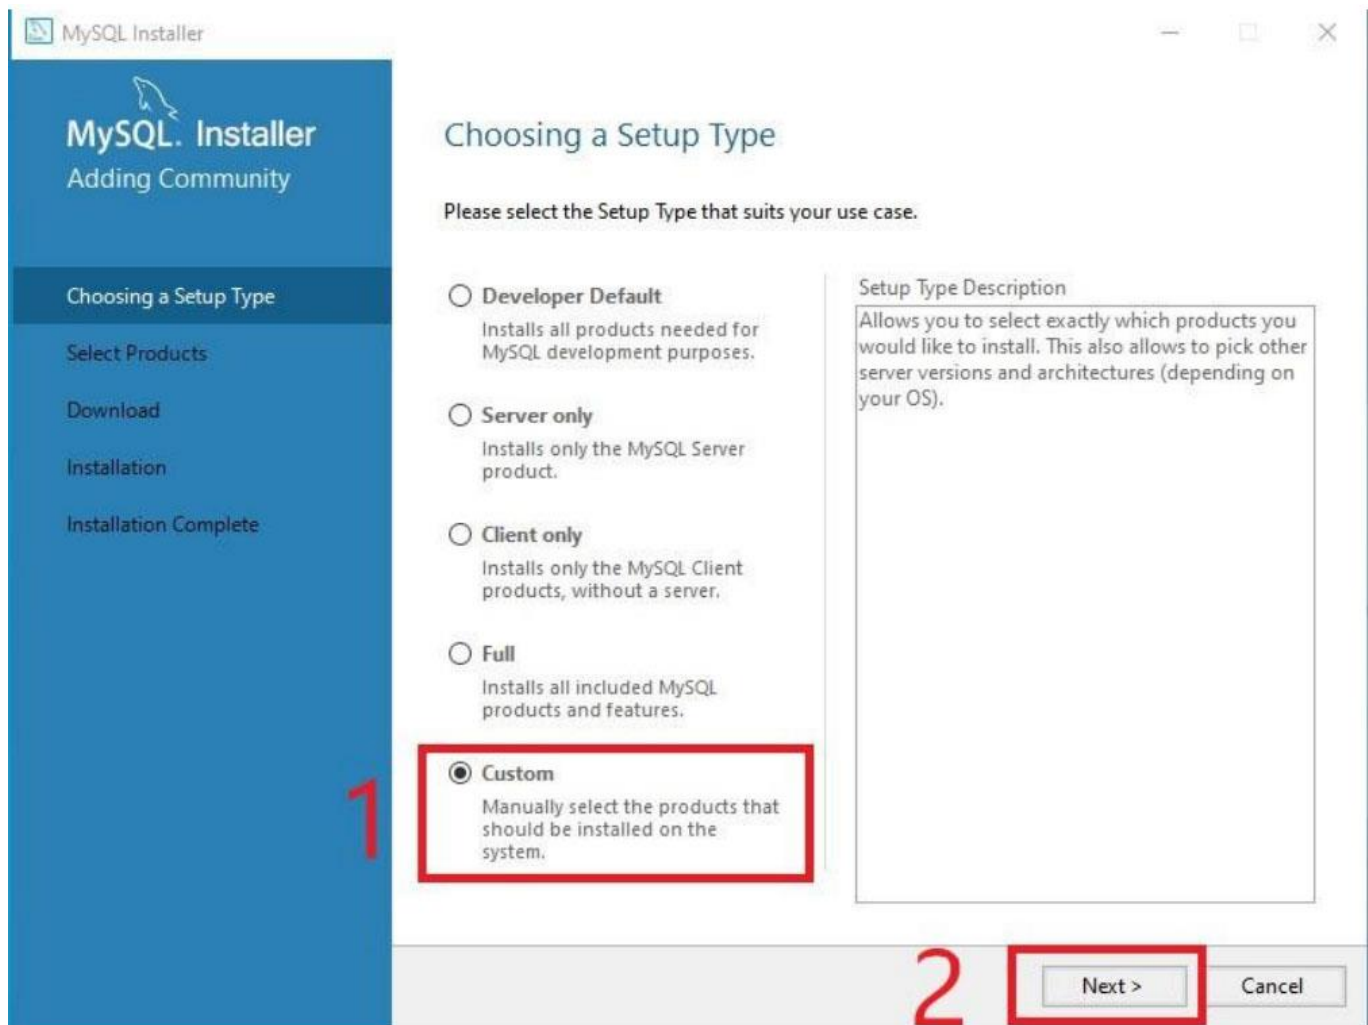 MySQL Installer
MySQL. Installer
Adding Community
Choosing a Setup Type
Select Products
Download
Installation
Installation Complete
Choosing a Setup Type
Please select the Setup Type that suits your use case.
Developer Default
Installs all products needed for
MySQL development purposes.
Server only
Installs only the MySQL Server
product.
Client only
Installs only the MySQL Client
products, without a server.
Full
Installs all included MySQL
products and features.
1
Custom
Manually select the products that
should be installed on the
system.
Setup Type Description
Allows you to select exactly which products you
would like to install. This also allows to pick other
server versions and architectures (depending on
your OS).
2
Next >
Cancel